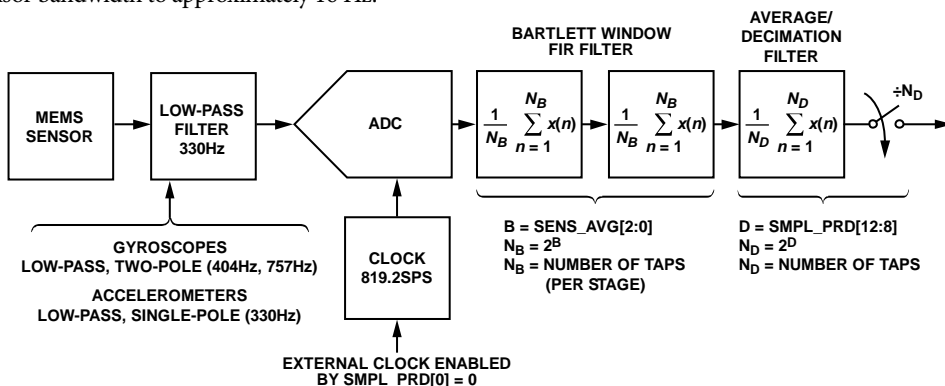 BARTLETT WINDOW
FIR FILTER
AVERAGE/
DECIMATION
FILTER
MEMS
SENSOR
LOW-PASS
FILTER
330Hz
ADC
1
N_B
N_B
∑ x(n)
n = 1
1
N_B
N_B
∑ x(n)
n = 1
1
N_D
N_D
∑ x(n)
n = 1
÷N_D
GYROSCOPES
LOW-PASS, TWO-POLE (404Hz, 757Hz)
ACCELEROMETERS
LOW-PASS, SINGLE-POLE (330Hz)
CLOCK
819.2SPS
EXTERNAL CLOCK ENABLED
BY SMPL_PRD[0] = 0
B = SENS_AVG[2:0]
N_B = 2^B
N_B = NUMBER OF TAPS
(PER STAGE)
D = SMPL_PRD[12:8]
N_D = 2^D
N_D = NUMBER OF TAPS